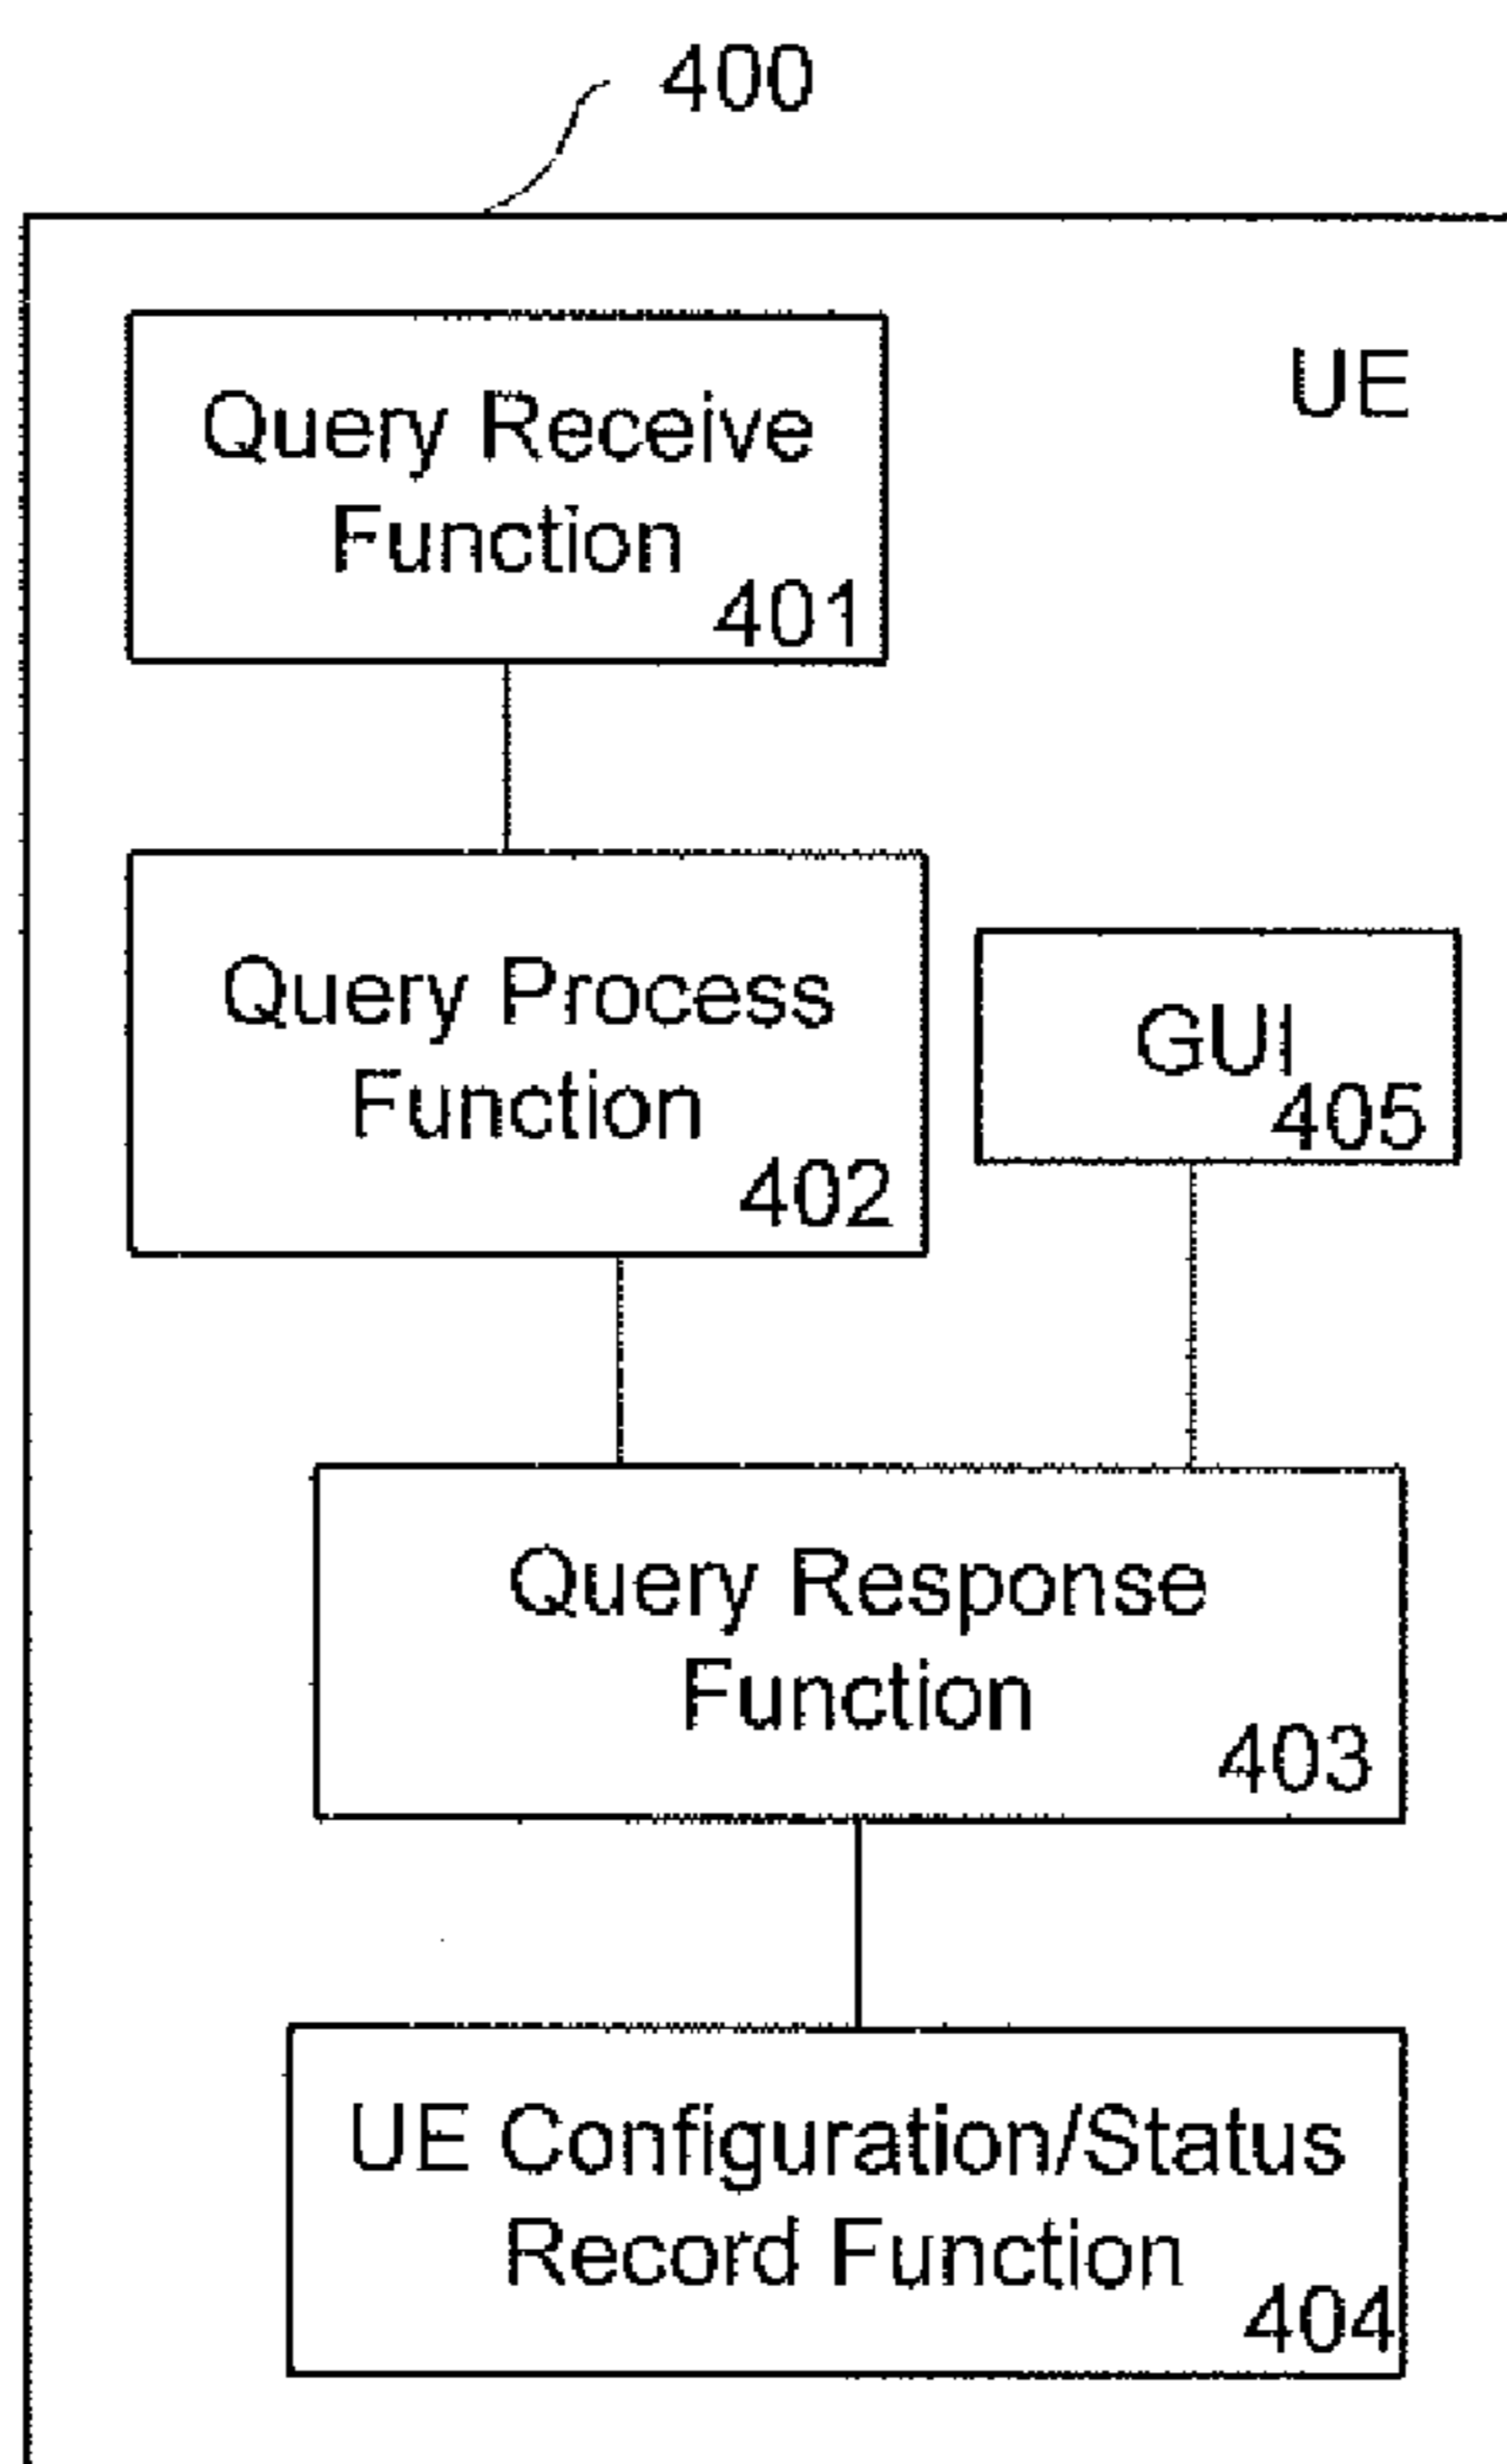 400
UE
Query Receive
Function
401
Query Process
Function
402
GUI
405
Query Response
Function
403
UE Configuration/Status
Record Function
404